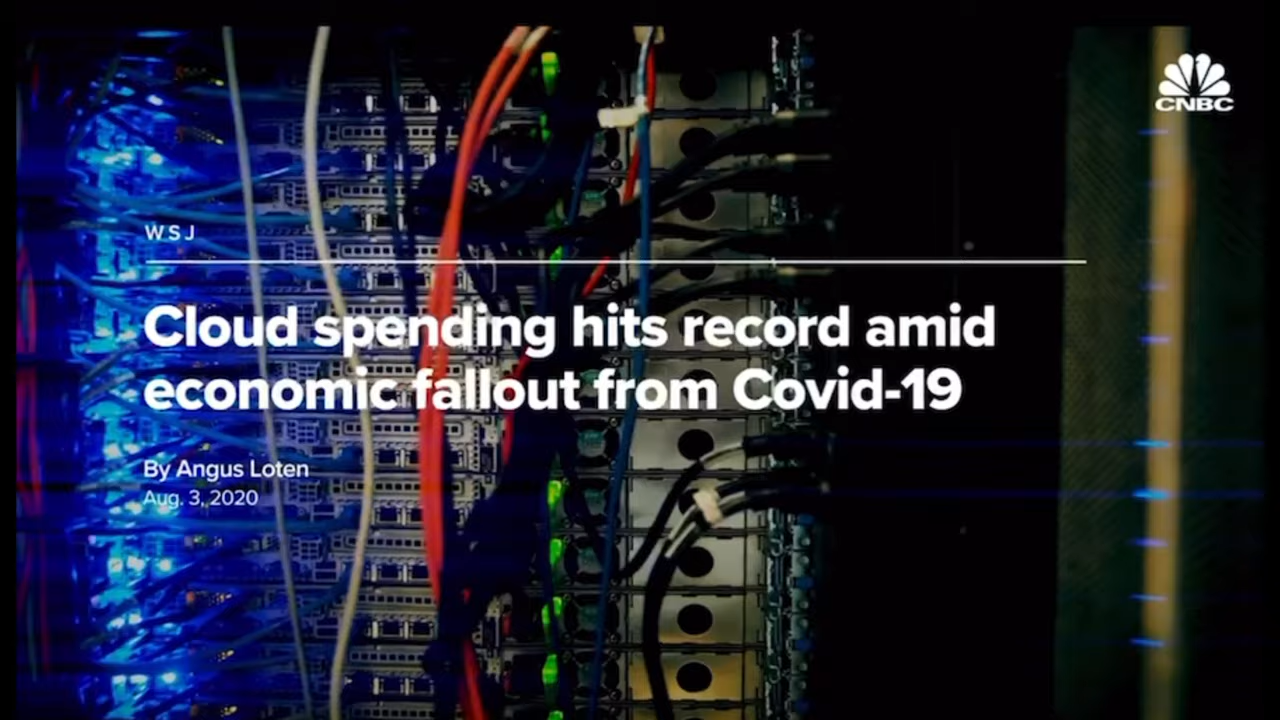 CNBC
WSJ
Cloud spending hits record amid
economic fallout from Covid-19
By Angus Loten
Aug. 3, 2020